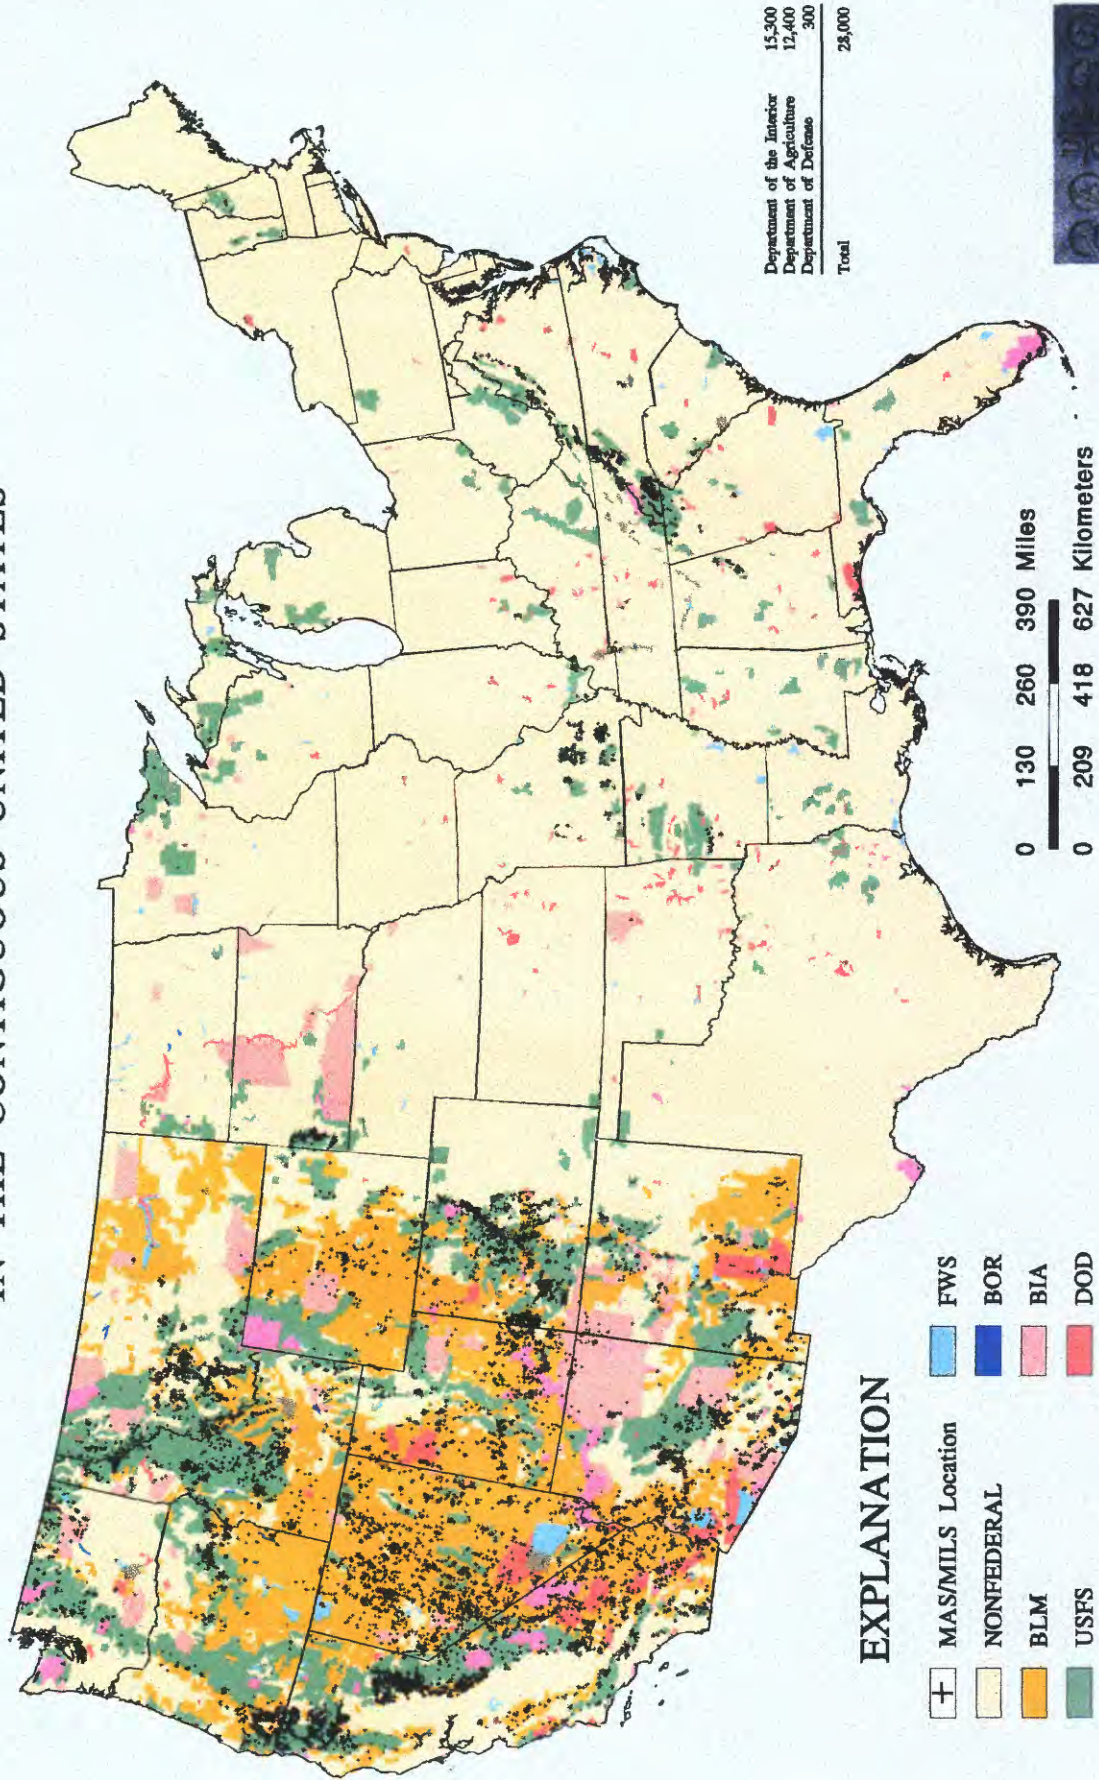 Department of the Interior 15,300
Department of Agriculture 12,400
Department of Defense 300
Total 28,000
0 130 260 390 Miles
0 209 418 627 Kilometers
EXPLANATION
MAS/MILS Location
NONFEDERAL
BLM
USFS
FWS
BOR
BIA
DOD